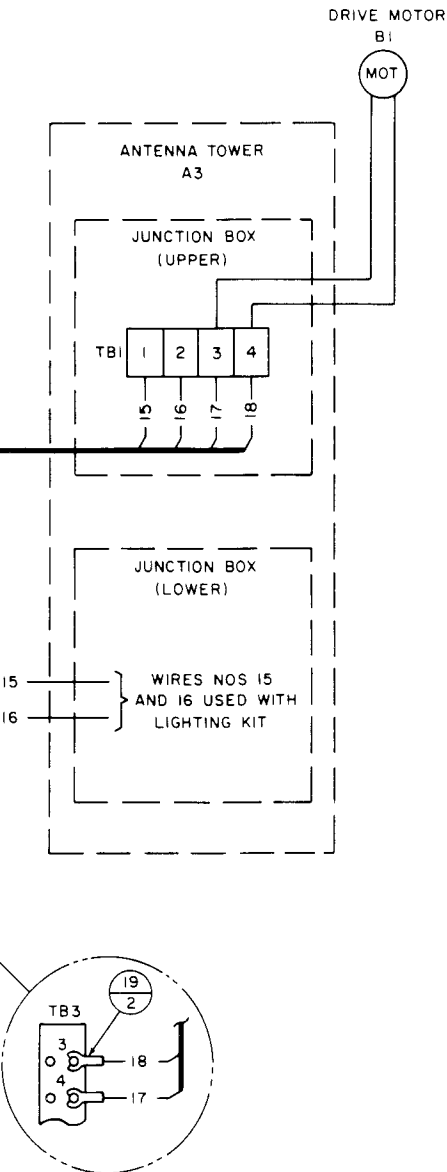 DRIVE MOTOR
B1
MOT
ANTENNA TOWER
A3
JUNCTION BOX
(UPPER)
TB1 1 2 3 4
15 16 17 18
JUNCTION BOX
(LOWER)
15
16
WIRES NOS 15
AND 16 USED WITH
LIGHTING KIT
19
2
TB3
3
18
4
17